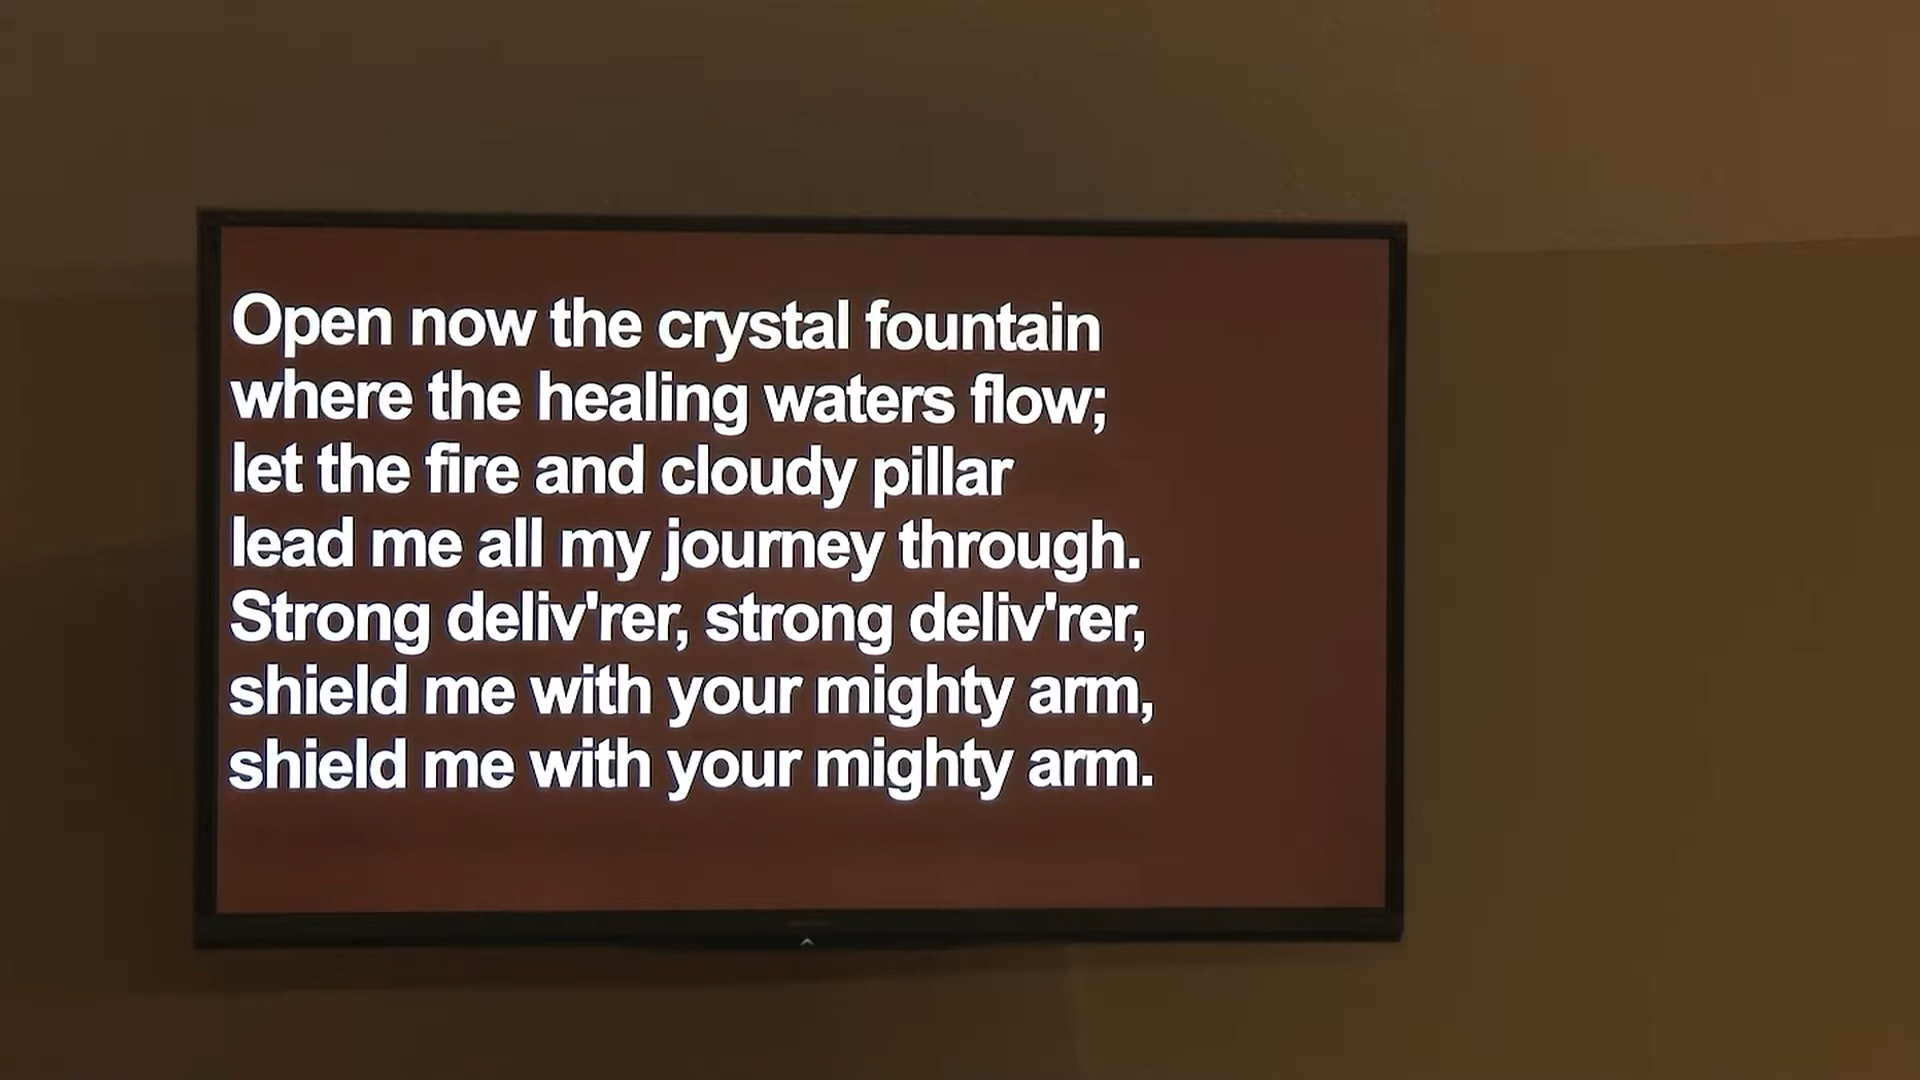 Open now the crystal fountain
where the healing waters flow;
let the fire and cloudy pillar
lead me all my journey through.
Strong deliv'rer, strong deliv'rer,
shield me with your mighty arm,
shield me with your mighty arm.